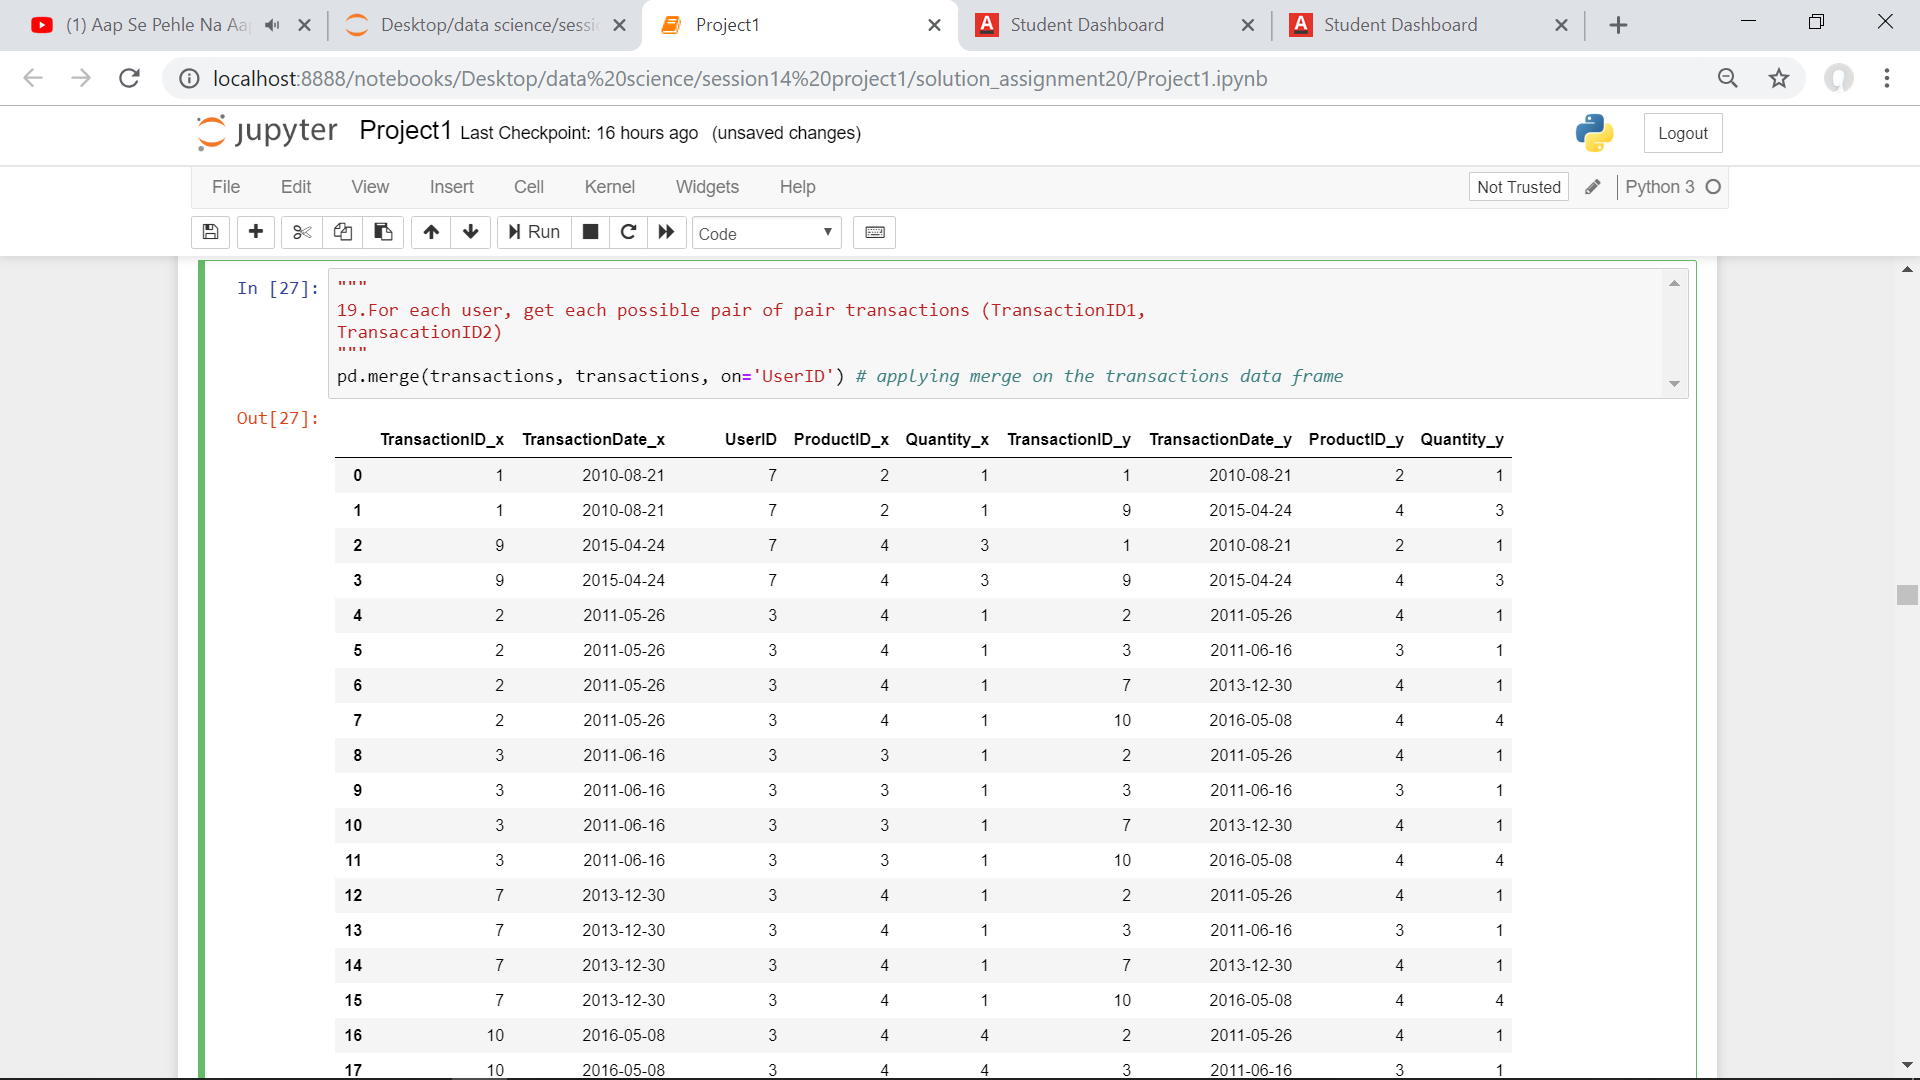 (1) Aap Se Pehle Na Aa
Desktop/data science/sessi
Project1
Student Dashboard
Student Dashboard
localhost:8888/notebooks/Desktop/data%20science/session14%20project1/solution_assignment20/Project1.ipynb
jupyter Project1 Last Checkpoint: 16 hours ago (unsaved changes)
Logout
File Edit View Insert Cell Kernel Widgets Help
Not Trusted Python 3
Run Code
In [27]: """
19.For each user, get each possible pair of pair transactions (TransactionID1,
TransacationID2)
"""
pd.merge(transactions, transactions, on='UserID') # applying merge on the transactions data frame
Out[27]:
TransactionID_x TransactionDate_x UserID ProductID_x Quantity_x TransactionID_y TransactionDate_y ProductID_y Quantity_y
0 1 2010-08-21 7 2 1 1 2010-08-21 2 1
1 1 2010-08-21 7 2 1 9 2015-04-24 4 3
2 9 2015-04-24 7 4 3 1 2010-08-21 2 1
3 9 2015-04-24 7 4 3 9 2015-04-24 4 3
4 2 2011-05-26 3 4 1 2 2011-05-26 4 1
5 2 2011-05-26 3 4 1 3 2011-06-16 3 1
6 2 2011-05-26 3 4 1 7 2013-12-30 4 1
7 2 2011-05-26 3 4 1 10 2016-05-08 4 4
8 3 2011-06-16 3 3 1 2 2011-05-26 4 1
9 3 2011-06-16 3 3 1 3 2011-06-16 3 1
10 3 2011-06-16 3 3 1 7 2013-12-30 4 1
11 3 2011-06-16 3 3 1 10 2016-05-08 4 4
12 7 2013-12-30 3 4 1 2 2011-05-26 4 1
13 7 2013-12-30 3 4 1 3 2011-06-16 3 1
14 7 2013-12-30 3 4 1 7 2013-12-30 4 1
15 7 2013-12-30 3 4 1 10 2016-05-08 4 4
16 10 2016-05-08 3 4 4 2 2011-05-26 4 1
17 10 2016-05-08 3 4 4 3 2011-06-16 3 1